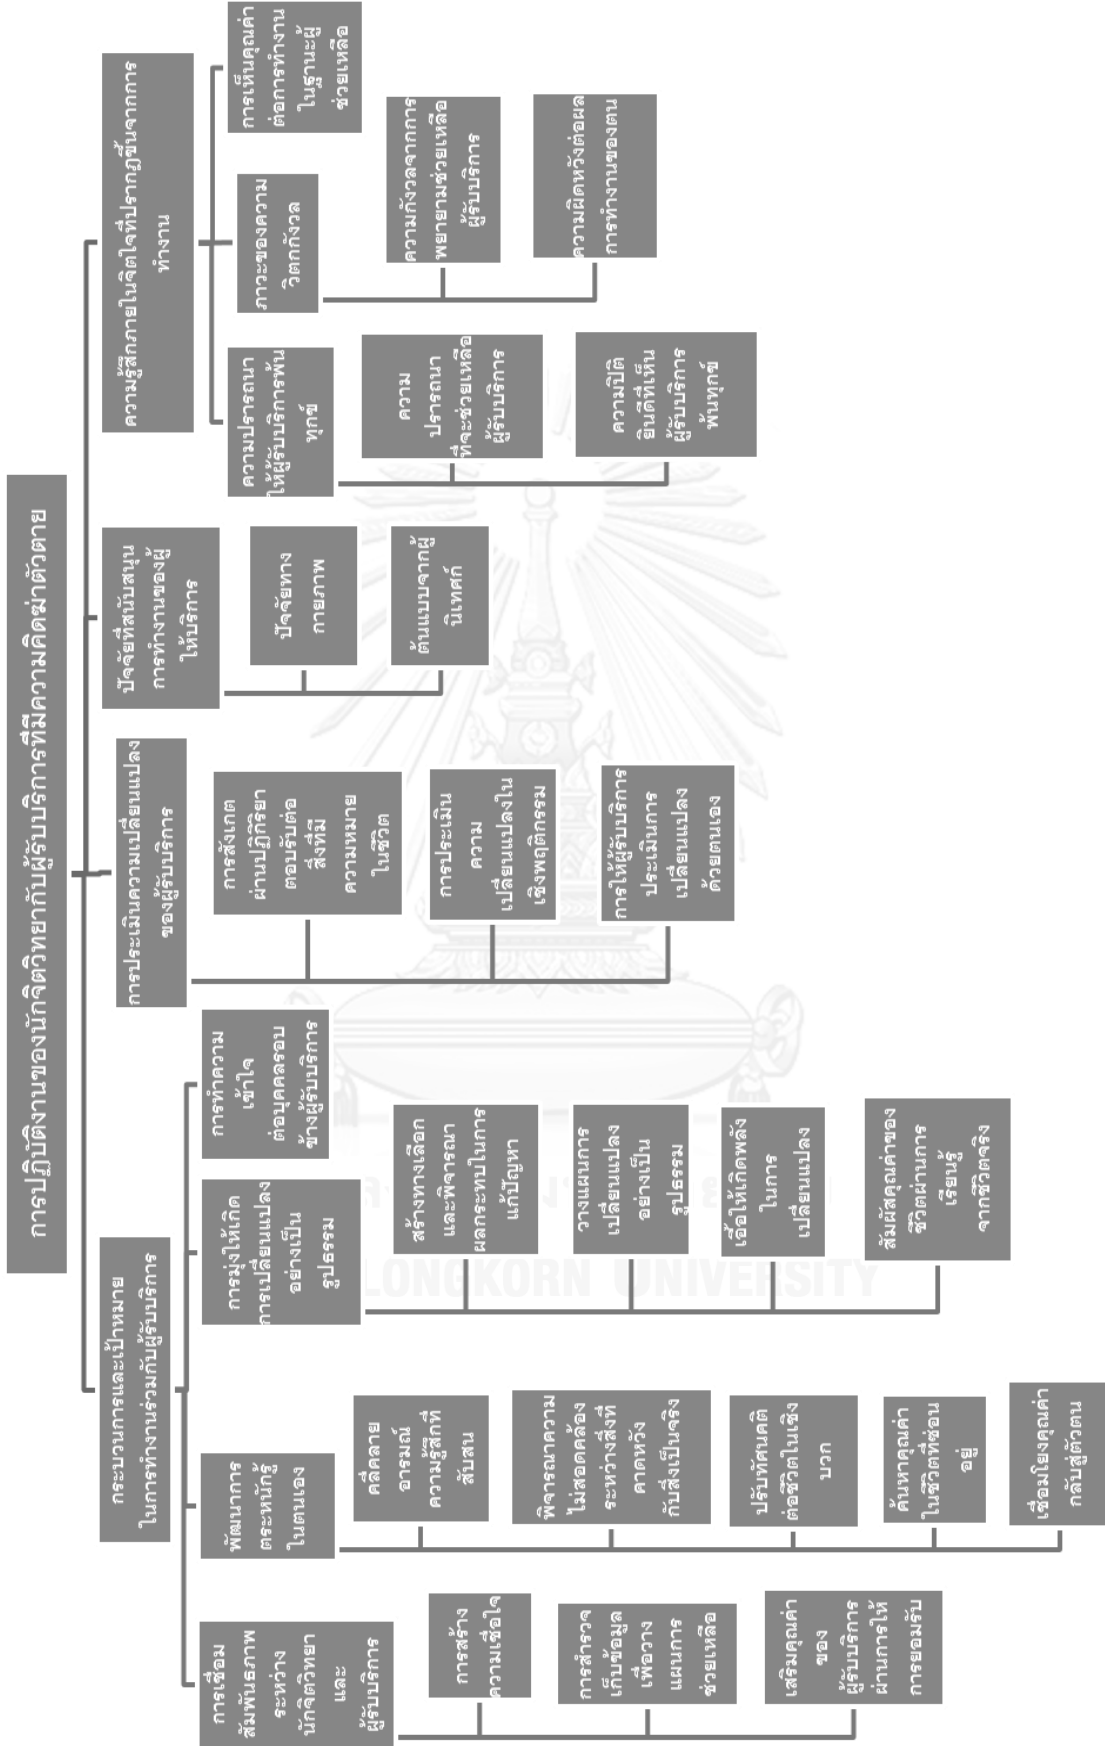 การปฏิบัติงานของนักจิตวิทยากับผู้รับบริการที่มีความคิดฆ่าตัวตาย
กระบวนการและเป้าหมาย
ในการทำงานร่วมกับผู้รับบริการ
การเชื่อม
สัมพันธภาพ
ระหว่าง
นักจิตวิทยา
และ
ผู้รับบริการ
การสร้าง
ความเชื่อใจ
การสำรวจ
เก็บข้อมูล
เพื่อวาง
แผนการ
ช่วยเหลือ
เสริมคุณค่า
ของ
ผู้รับบริการ
ผ่านการให้
การยอมรับ
พัฒนาการ
ตระหนักรู้
ในตนเอง
คลี่คลาย
อารมณ์
ความรู้สึกที่
สับสน
พิจารณาความ
ไม่สอดคล้อง
ระหว่างสิ่งที่
คาดหวัง
กับสิ่งเป็นจริง
ปรับทัศนคติ
ต่อชีวิตในเชิง
บวก
ค้นหาคุณค่า
ในชีวิตที่ซ่อน
อยู่
เชื่อมโยงคุณค่า
กลับสู่ตัวตน
การมุ่งให้เกิด
การเปลี่ยนแปลง
อย่างเป็น
รูปธรรม
สร้างทางเลือก
และพิจารณา
ผลกระทบในการ
แก้ปัญหา
วางแผนการ
เปลี่ยนแปลง
อย่างเป็น
รูปธรรม
เอื้อให้เกิดพลัง
ในการ
เปลี่ยนแปลง
สัมผัสคุณค่าของ
ชีวิตผ่านการ
เรียนรู้
จากชีวิตจริง
การทำความ
เข้าใจ
ต่อบุคคลรอบ
ข้างผู้รับบริการ
การประเมินความเปลี่ยนแปลง
ของผู้รับบริการ
การสังเกต
ผ่านปฏิกิริยา
ตอบรับต่อ
สิ่งที่มี
ความหมาย
ในชีวิต
การประเมิน
ความ
เปลี่ยนแปลงใน
เชิงพฤติกรรม
การให้ผู้รับบริการ
ประเมินการ
เปลี่ยนแปลง
ด้วยตนเอง
ปัจจัยที่สนับสนุน
การทำงานของผู้
ให้บริการ
ปัจจัยทาง
กายภาพ
ต้นแบบจากผู้
นิเทศก์
ความรู้สึกภายในจิตใจที่ปรากฏขึ้นจากการ
ทำงาน
ความปรารถนา
ให้ผู้รับบริการพ้น
ทุกข์
ความ
ปรารถนา
ที่จะช่วยเหลือ
ผู้รับบริการ
ความปิติ
ยินดีที่เห็น
ผู้รับบริการ
พ้นทุกข์
ภาวะของความ
วิตกกังวล
ความกังวลจากการ
พยายามช่วยเหลือ
ผู้รับบริการ
ความผิดหวังต่อผล
การทำงานของตน
การเห็นคุณค่า
ต่อการทำงาน
ในฐานะผู้
ช่วยเหลือ
LONGKORN UNIVERSITY